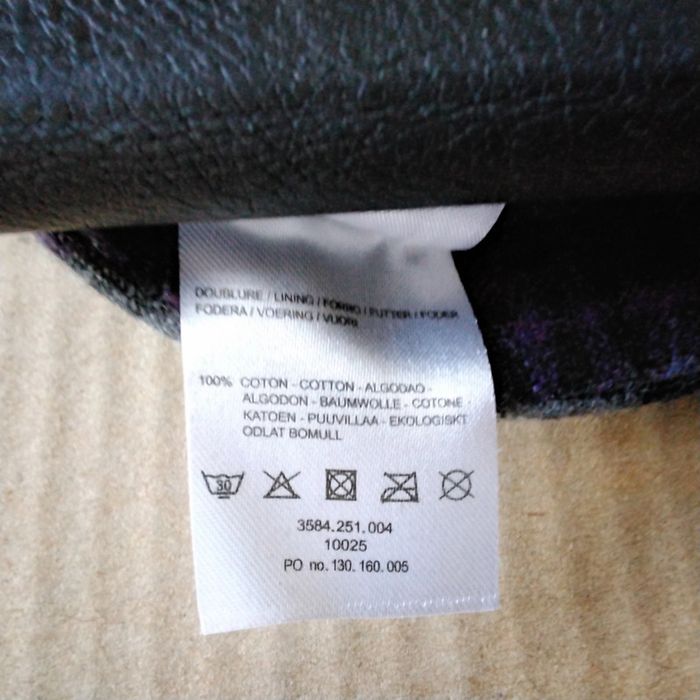 DOUBLURE / LINING / FORRO / FUTTER / FODER
FODERA / VOERING / VUORI
100% COTON - COTTON - ALGODAO -
ALGODON - BAUMWOLLE - COTONE -
KATOEN - PUUVILLAA - EKOLOGISKT
ODLAT BOMULL
30
3584.251.004
10025
PO no. 130. 160. 005